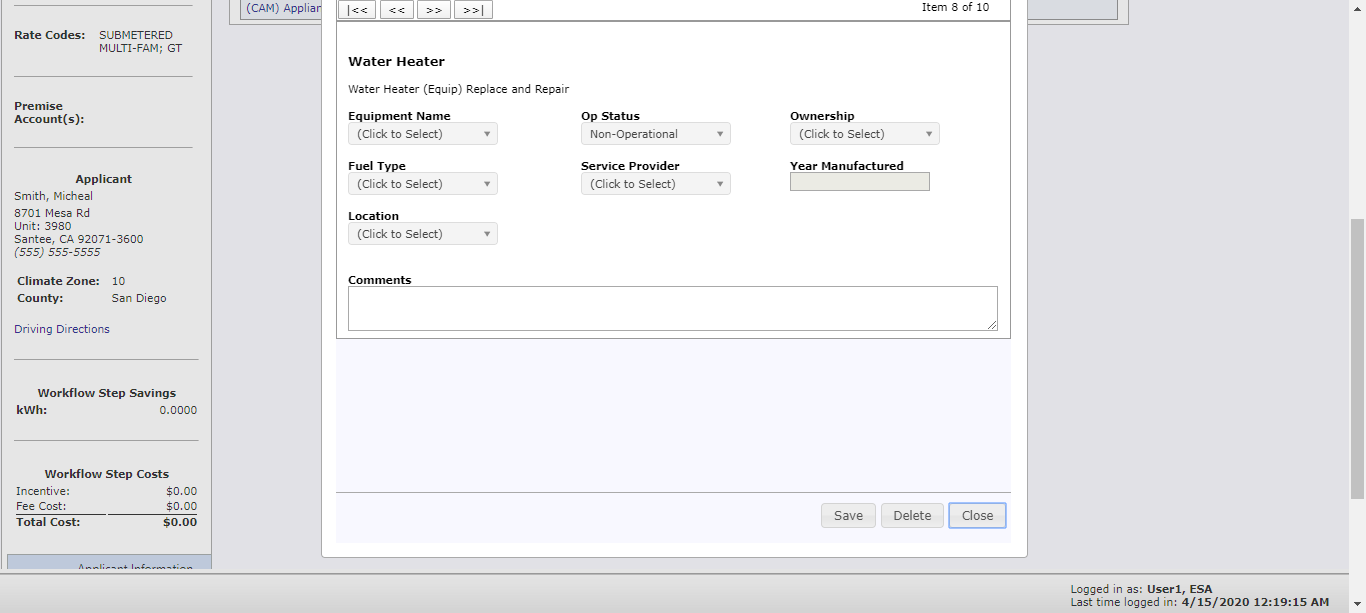 (CAM) Applian
|<< << >> >>|
Item 8 of 10
Rate Codes: SUBMETERED
MULTI-FAM; GT
Premise
Account(s):
Applicant
Smith, Micheal
8701 Mesa Rd
Unit: 3980
Santee, CA 92071-3600
(555) 555-5555
Climate Zone: 10
County: San Diego
Driving Directions
Workflow Step Savings
kWh: 0.0000
Workflow Step Costs
Incentive: $0.00
Fee Cost: $0.00
Total Cost: $0.00
Applicant Information
Water Heater
Water Heater (Equip) Replace and Repair
Equipment Name Op Status Ownership
(Click to Select) Non-Operational (Click to Select)
Fuel Type Service Provider Year Manufactured
(Click to Select) (Click to Select)
Location
(Click to Select)
Comments
Save Delete Close
Logged in as: User1, ESA
Last time logged in: 4/15/2020 12:19:15 AM